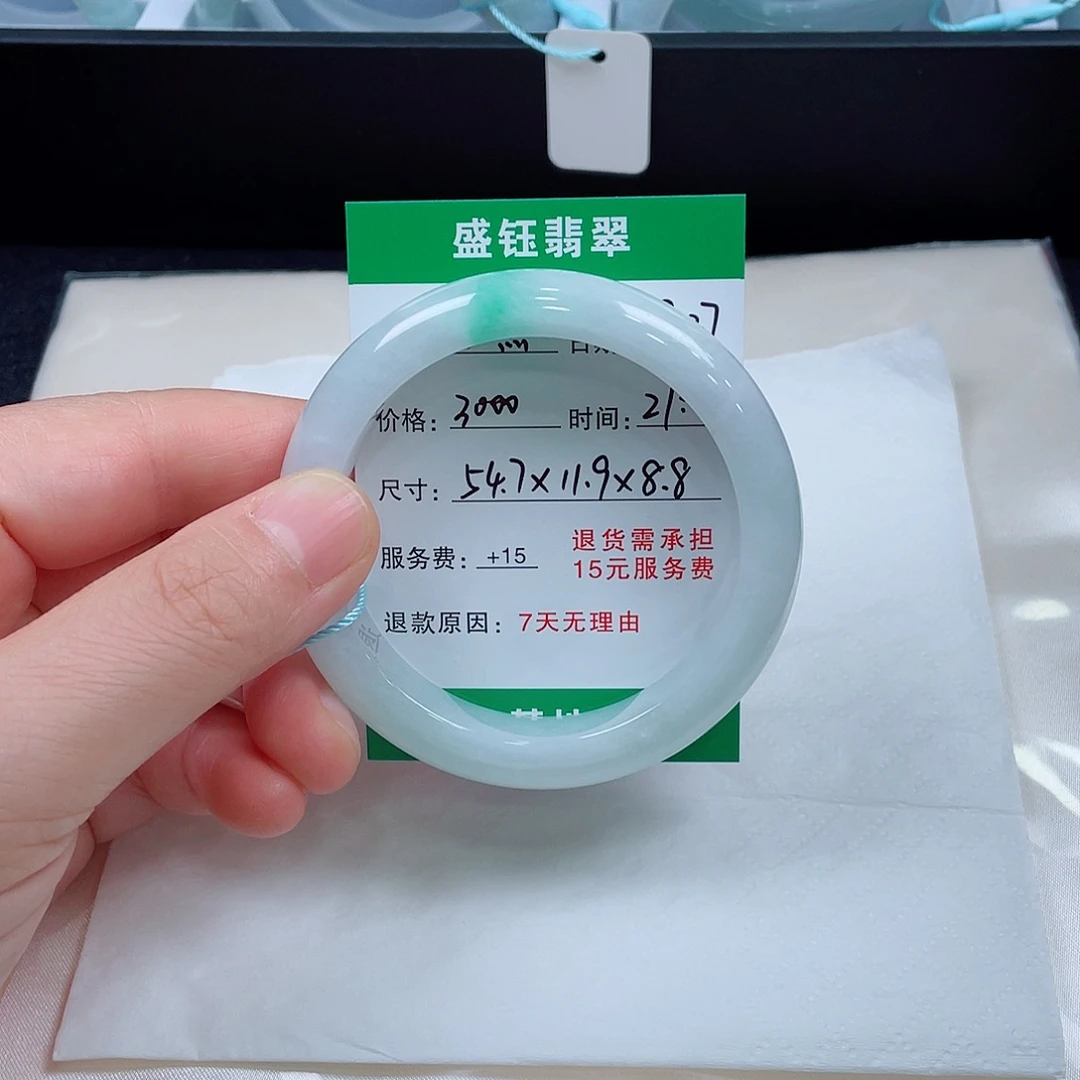 盛钰翡翠
价格：3000 时间：21:
尺寸：54.7×11.9×8.8
服务费：+15
退货需承担
15元服务费
退款原因：7天无理由